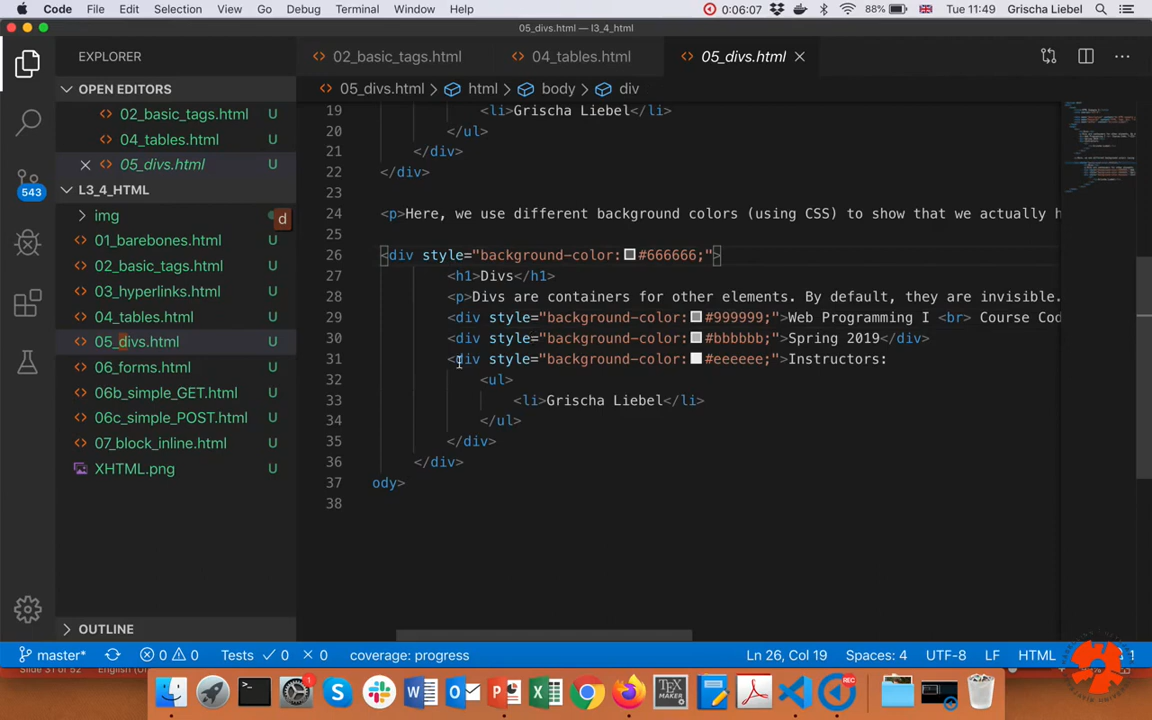 Code File Edit Selection View Go Debug Terminal Window Help 0:06:07 88% Tue 11:49 Grischa Liebel
05_divs.html — l3_4_html
EXPLORER
02_basic_tags.html 04_tables.html 05_divs.html
OPEN EDITORS
05_divs.html html body div
02_basic_tags.html U
04_tables.html U
05_divs.html U
543
L3_4_HTML
img
d
01_barebones.html U
02_basic_tags.html U
03_hyperlinks.html U
04_tables.html U
05_divs.html U
06_forms.html U
06b_simple_GET.html U
06c_simple_POST.html U
07_block_inline.html U
XHTML.png U
OUTLINE
19 <li>Grischa Liebel</li>
20 </ul>
21 </div>
22 </div>
23
24 <p>Here, we use different background colors (using CSS) to show that we actually h
25
26 <div style="background-color: #666666;">
27 <h1>Divs</h1>
28 <p>Divs are containers for other elements. By default, they are invisible.
29 <div style="background-color: #999999;">Web Programming I <br> Course Cod
30 <div style="background-color: #bbbbbb;">Spring 2019</div>
31 <div style="background-color: #eeeeee;">Instructors:
32 <ul>
33 <li>Grischa Liebel</li>
34 </ul>
35 </div>
36 </div>
37 ody>
38
master* 0 0 Tests 0 0 coverage: progress Ln 26, Col 19 Spaces: 4 UTF-8 LF HTML 1